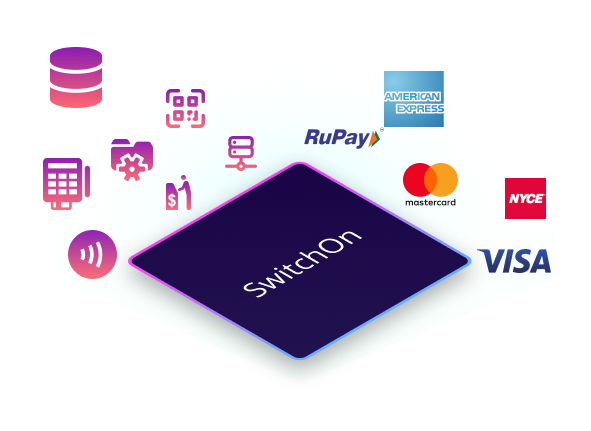 AMERICAN
EXPRESS
RuPay
mastercard
NYCE
$
SwitchOn
VISA